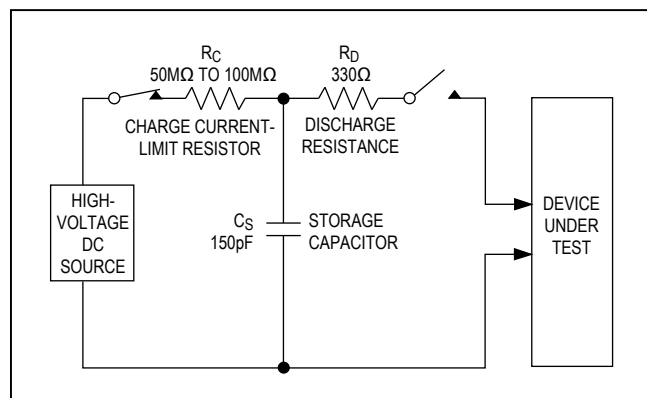 RC
50MΩ TO 100MΩ
RD
330Ω
CHARGE CURRENT-
LIMIT RESISTOR
DISCHARGE
RESISTANCE
HIGH-
VOLTAGE
DC
SOURCE
CS
150pF
STORAGE
CAPACITOR
DEVICE
UNDER
TEST